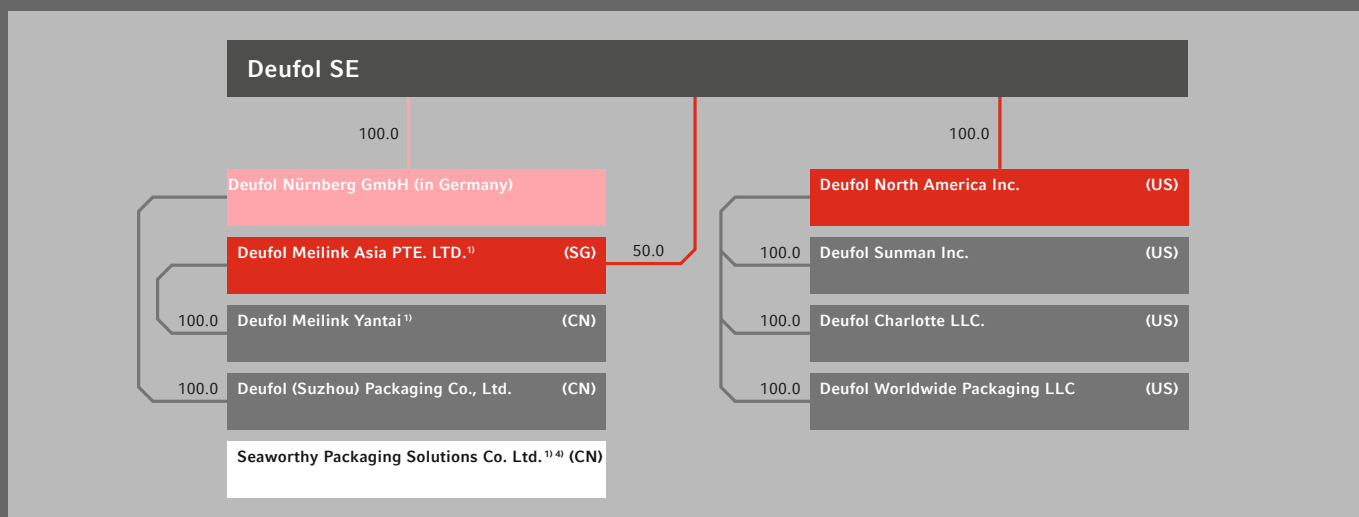 Deufol SE
100.0
100.0
Deufol Nürnberg GmbH (in Germany)
Deufol North America Inc. (US)
Deufol Meilink Asia PTE. LTD.¹⁾ (SG)
50.0
100.0
Deufol Sunman Inc. (US)
100.0
Deufol Meilink Yantai¹⁾ (CN)
100.0
Deufol Charlotte LLC. (US)
100.0
Deufol (Suzhou) Packaging Co., Ltd. (CN)
100.0
Deufol Worldwide Packaging LLC (US)
Seaworthy Packaging Solutions Co. Ltd.¹⁾ ⁴⁾ (CN)